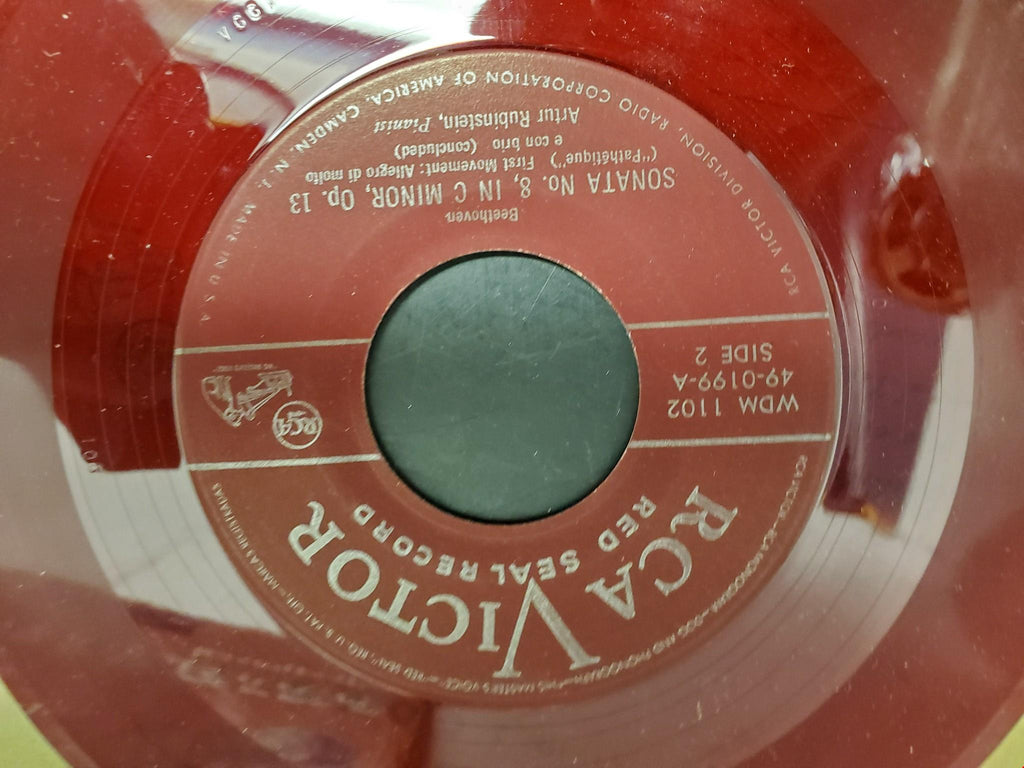 RCA VICTOR
RED SEAL RECORD
WDM 1102
49-0199-A
SIDE 2
RCA
Beethoven
SONATA No. 8, IN C MINOR, Op. 13
("Pathétique") First Movement: Allegro di molto
e con brio (concluded)
Artur Rubinstein, Pianist
RCA VICTOR DIVISION, RADIO CORPORATION OF AMERICA, CAMDEN, N. J. MADE IN U. S. A.